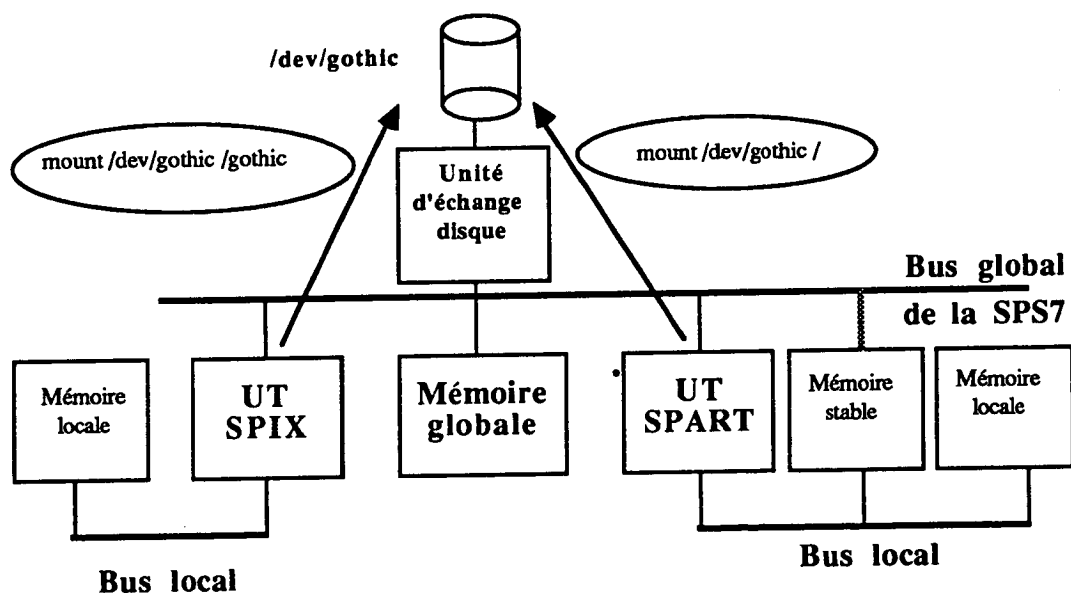 /dev/gothic
mount /dev/gothic /gothic
mount /dev/gothic /
Unité
d'échange
disque
Bus global
de la SPS7
Mémoire
locale
UT
SPIX
Mémoire
globale
UT
SPART
Mémoire
stable
Mémoire
locale
Bus local
Bus local